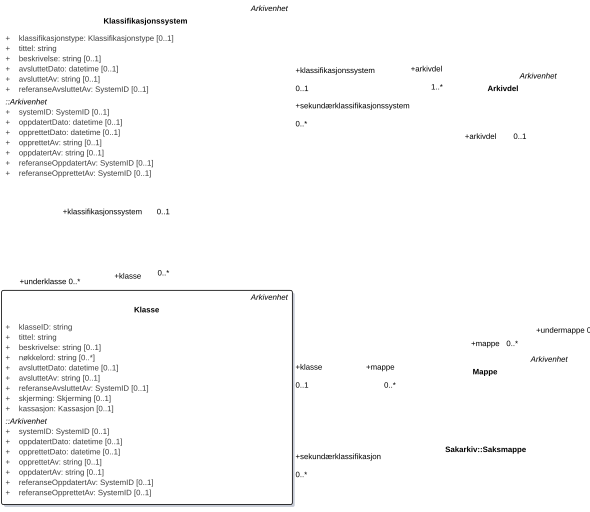 Arkivenhet
Klassifikasjonssystem
+ klassifikasjonstype: Klassifikasjonstype [0..1]
+ tittel: string
+ beskrivelse: string [0..1]
+ avsluttetDato: datetime [0..1]
+ avsluttetAv: string [0..1]
+ referanseAvsluttetAv: SystemID [0..1]
::Arkivenhet
+ systemID: SystemID [0..1]
+ oppdatertDato: datetime [0..1]
+ opprettetDato: datetime [0..1]
+ opprettetAv: string [0..1]
+ oppdatertAv: string [0..1]
+ referanseOppdatertAv: SystemID [0..1]
+ referanseOpprettetAv: SystemID [0..1]
+klassifikasjonssystem
0..1
+arkivdel
1..*
Arkivenhet
Arkivdel
+sekundærklassifikasjonssystem
0..*
+arkivdel 0..1
+klassifikasjonssystem 0..1
+underklasse 0..*
+klasse 0..*
Arkivenhet
Klasse
+ klasseID: string
+ tittel: string
+ beskrivelse: string [0..1]
+ nøkkelord: string [0..*]
+ avsluttetDato: datetime [0..1]
+ avsluttetAv: string [0..1]
+ referanseAvsluttetAv: SystemID [0..1]
+ skjerming: Skjerming [0..1]
+ kassasjon: Kassasjon [0..1]
::Arkivenhet
+ systemID: SystemID [0..1]
+ oppdatertDato: datetime [0..1]
+ opprettetDato: datetime [0..1]
+ opprettetAv: string [0..1]
+ oppdatertAv: string [0..1]
+ referanseOppdatertAv: SystemID [0..1]
+ referanseOpprettetAv: SystemID [0..1]
+undermappe
+mappe 0..*
Arkivenhet
Mappe
+klasse
0..1
+mappe
0..*
Sakarkiv::Saksmappe
+sekundærklassifikasjon
0..*